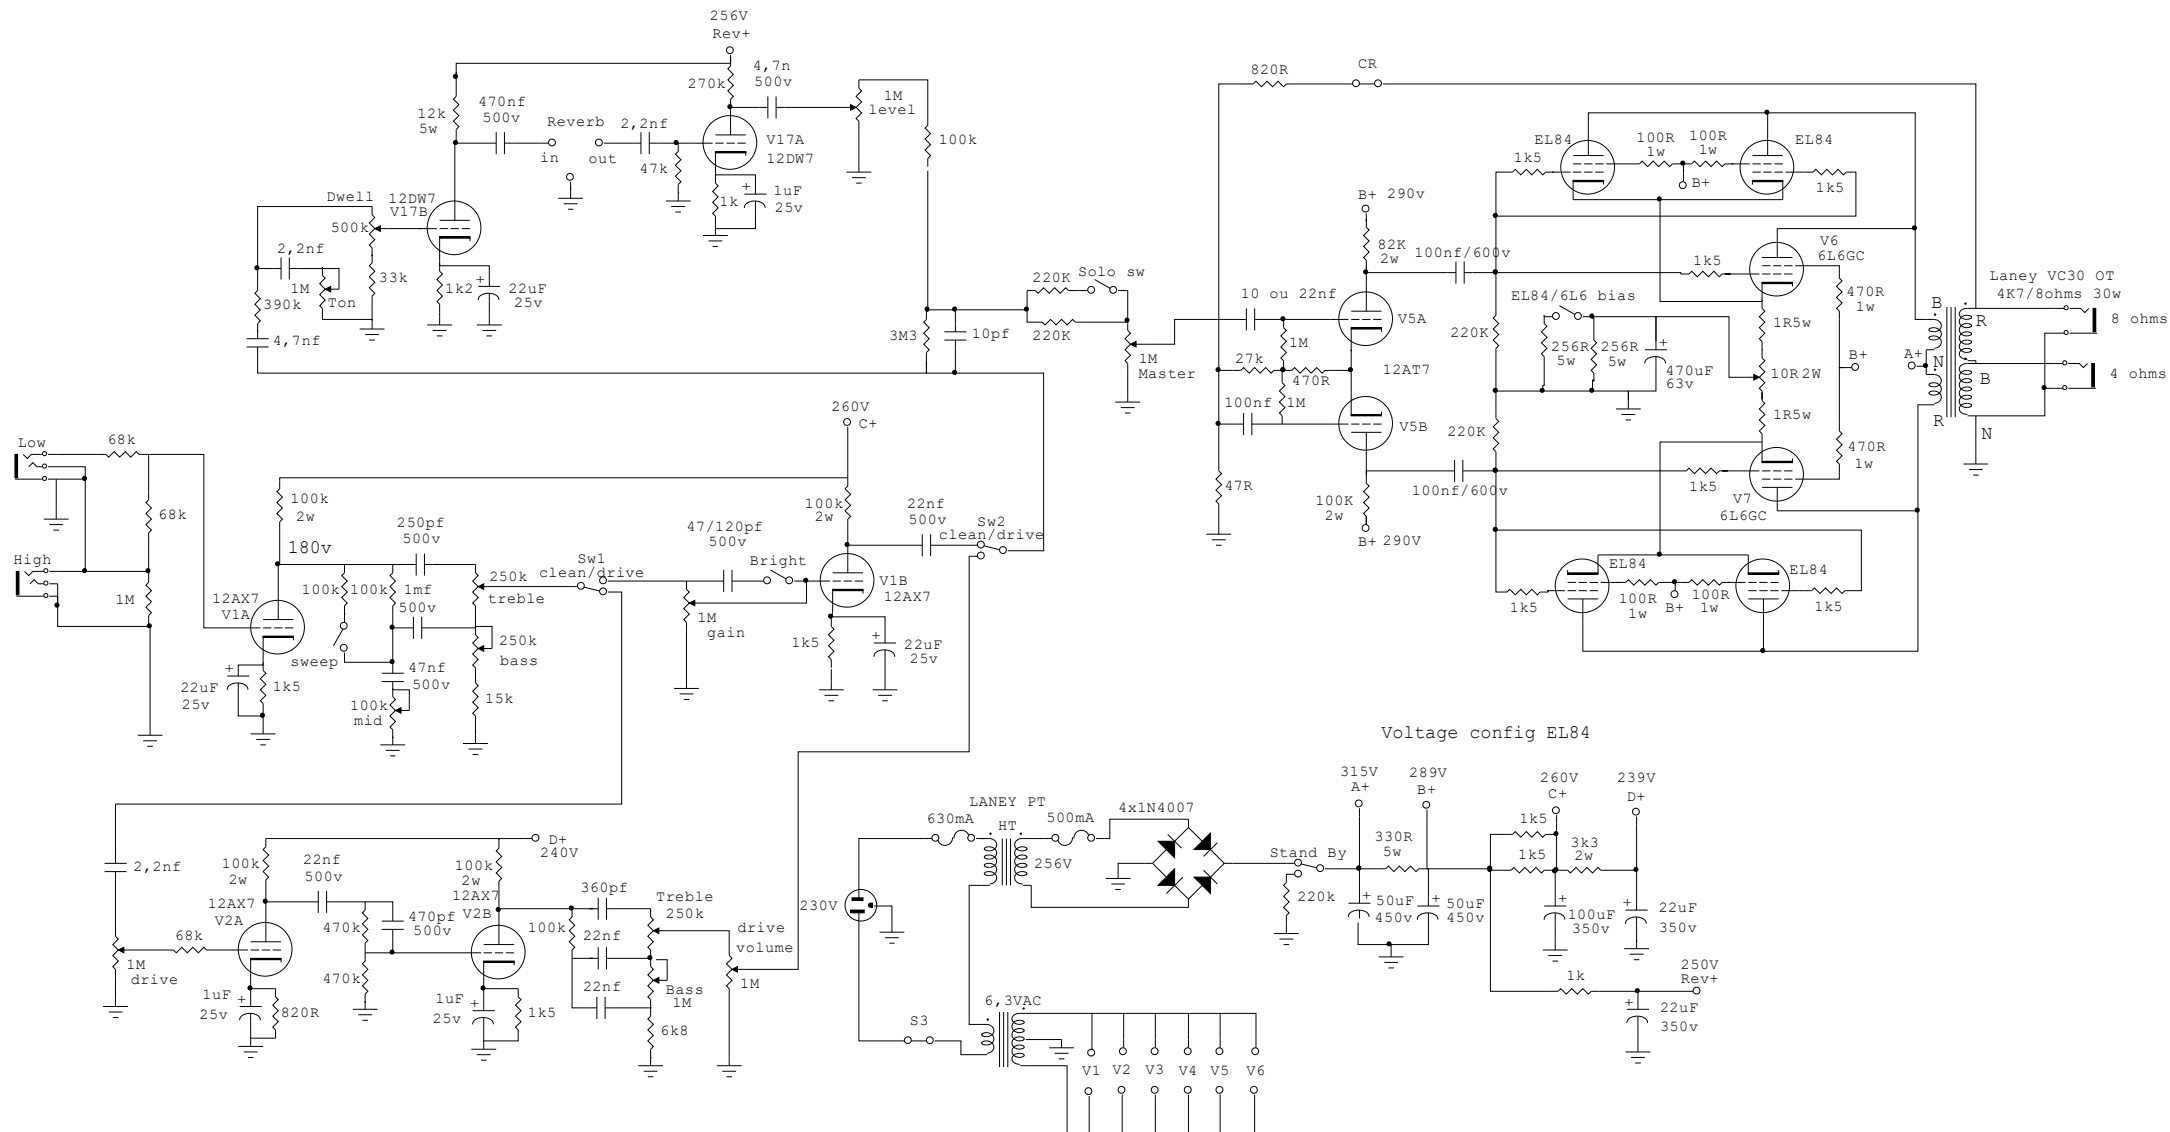 256V
Rev+
4,7n
500v
270k
1M
level
12k
5w
470nf
500v
Reverb
in
out
2,2nf
47k
V17A
12DW7
1k
1uF
25v
100k
Dwell
12DW7
V17B
500k
2,2nf
1M
Ton
33k
390k
4,7nf
1k2
22uF
25v
3M3
10pf
220K
Solo sw
220K
1M
Master
820R
CR
10 ou 22nf
1M
27k
470R
100nf
1M
47R
B+ 290v
82K
2w
100nf/600v
V5A
12AT7
V5B
100K
2w
B+ 290V
100nf/600v
220K
220K
EL84/6L6 bias
256R
5w
256R
5w
470uF
63v
1k5
EL84
100R
1w
100R
1w
B+
EL84
1k5
V6
6L6GC
1k5
470R
1w
1R5w
10R2W
1R5w
B+
470R
1w
1k5
V7
6L6GC
EL84
EL84
1k5
100R
1w
B+
100R
1w
1k5
Laney VC30 OT
4K7/8ohms 30w
B
R
A+
N
B
R
N
8 ohms
4 ohms
Low
68k
68k
High
1M
12AX7
V1A
100k
2w
180v
250pf
500v
100k
100k
1mf
500v
250k
treble
250k
bass
sweep
47nf
500v
100k
mid
15k
22uF
25v
1k5
Sw1
clean/drive
47/120pf
500v
Bright
1M
gain
260V
C+
100k
2w
22nf
500v
Sw2
clean/drive
V1B
12AX7
1k5
22uF
25v
2,2nf
1M
drive
68k
100k
2w
12AX7
V2A
22nf
500v
470k
470k
470pf
500v
1uF
25v
820R
D+
240V
100k
2w
12AX7
V2B
1uF
25v
1k5
360pf
100k
22nf
22nf
Treble
250k
Bass
1M
6k8
drive
volume
1M
230V
S3
630mA
LANEY PT
HT
500mA
256V
4x1N4007
Stand By
220k
6,3VAC
V1
V2
V3
V4
V5
V6
Voltage config EL84
315V
A+
289V
B+
260V
C+
239V
D+
330R
5w
50uF
450v
50uF
450v
1k5
1k5
3k3
2w
100uF
350v
22uF
350v
1k
250V
Rev+
22uF
350v